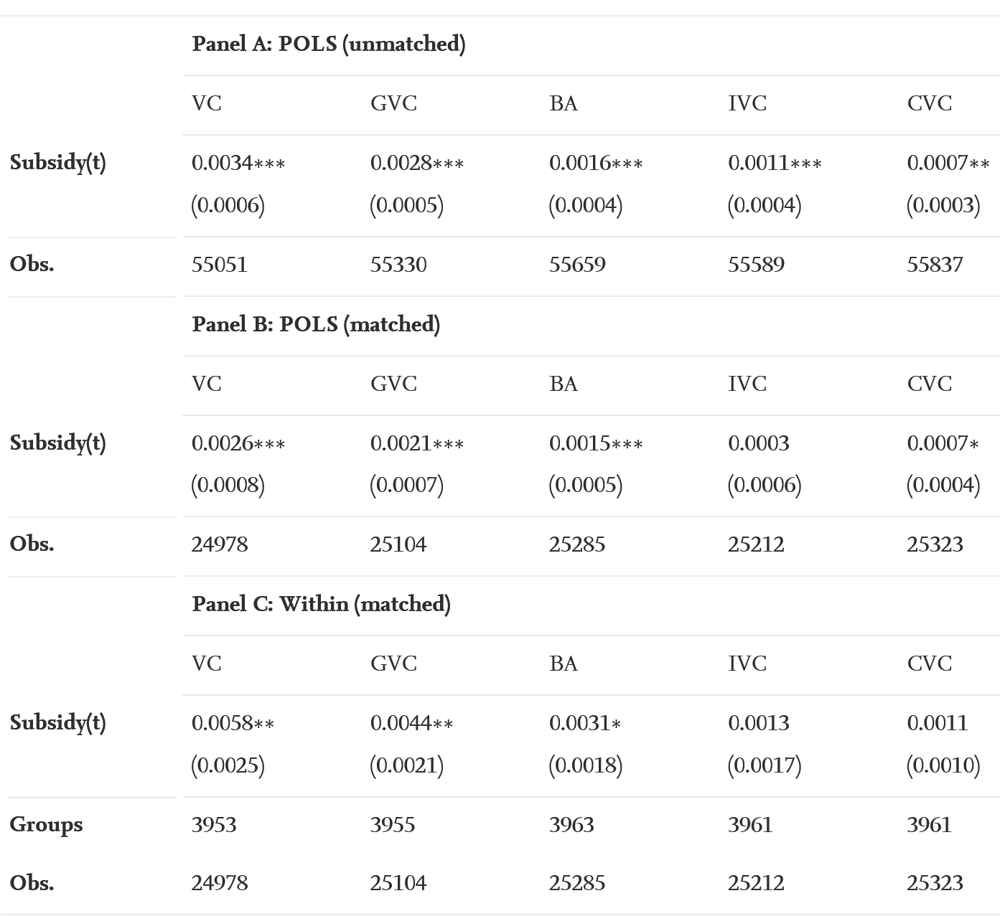 Panel A: POLS (unmatched)
VC GVC BA IVC CVC
Subsidy(t) 0.0034∗∗∗ 0.0028∗∗∗ 0.0016∗∗∗ 0.0011∗∗∗ 0.0007∗∗
(0.0006) (0.0005) (0.0004) (0.0004) (0.0003)
Obs. 55051 55330 55659 55589 55837
Panel B: POLS (matched)
VC GVC BA IVC CVC
Subsidy(t) 0.0026∗∗∗ 0.0021∗∗∗ 0.0015∗∗∗ 0.0003 0.0007∗
(0.0008) (0.0007) (0.0005) (0.0006) (0.0004)
Obs. 24978 25104 25285 25212 25323
Panel C: Within (matched)
VC GVC BA IVC CVC
Subsidy(t) 0.0058∗∗ 0.0044∗∗ 0.0031∗ 0.0013 0.0011
(0.0025) (0.0021) (0.0018) (0.0017) (0.0010)
Groups 3953 3955 3963 3961 3961
Obs. 24978 25104 25285 25212 25323